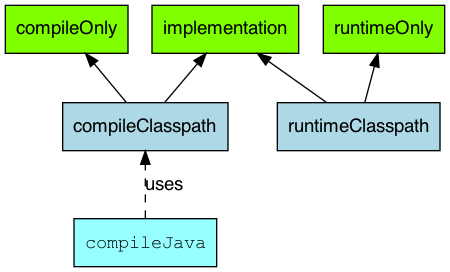 compileOnly
implementation
runtimeOnly
compileClasspath
runtimeClasspath
uses
compileJava